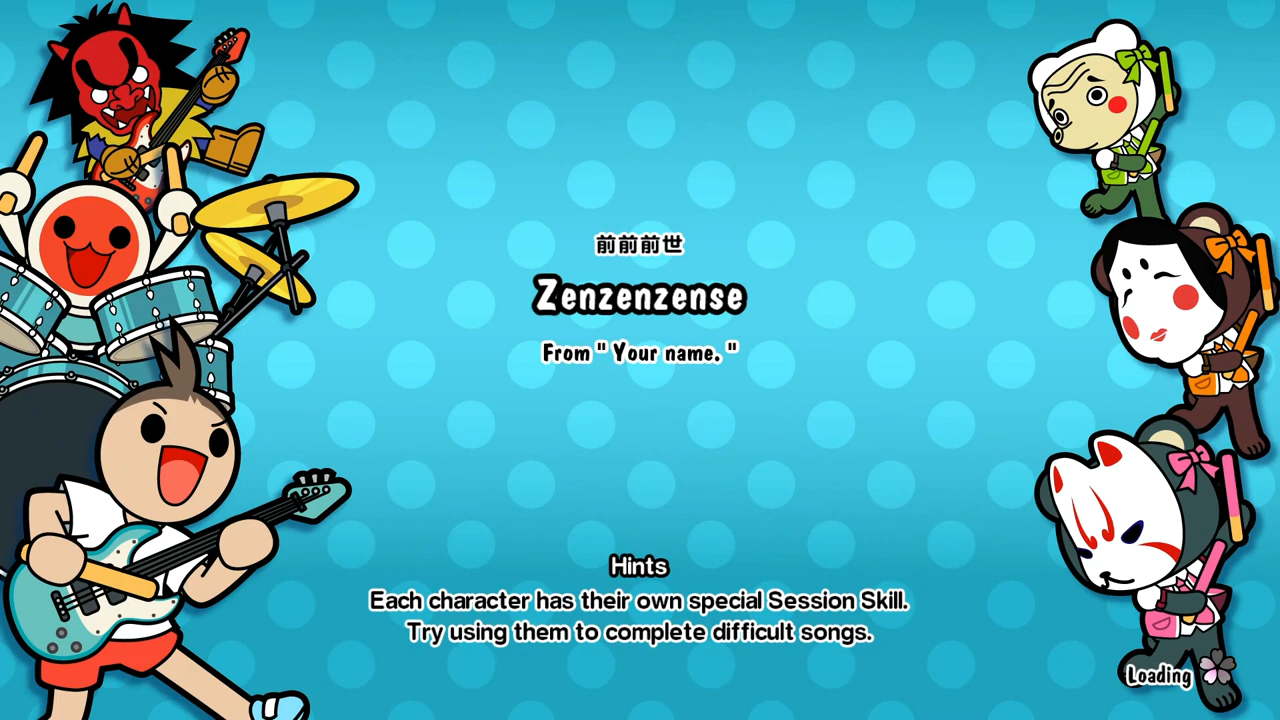 前前前世
Zenzenzense
From " Your name. "
Hints
Each character has their own special Session Skill.
Try using them to complete difficult songs.
Loading